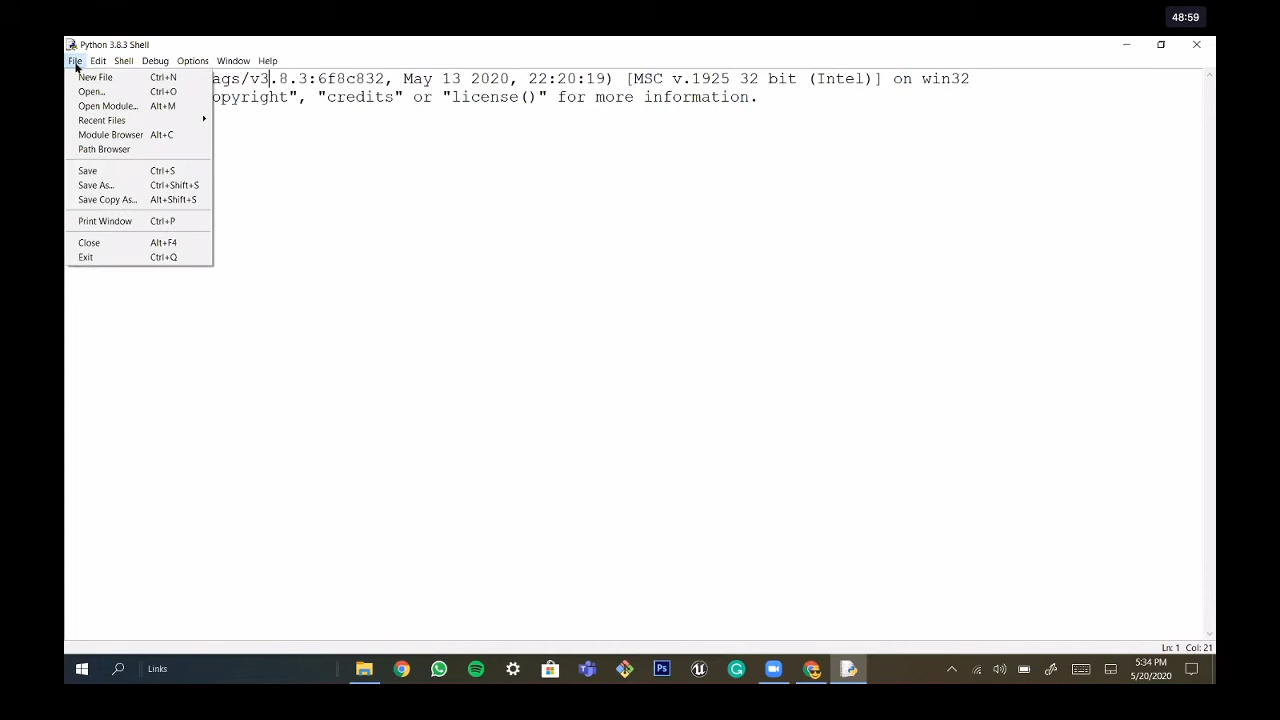 48:59
Python 3.8.3 Shell
File Edit Shell Debug Options Window Help
ags/v3.8.3:6f8c832, May 13 2020, 22:20:19) [MSC v.1925 32 bit (Intel)] on win32
opyright", "credits" or "license()" for more information.
New File Ctrl+N
Open... Ctrl+O
Open Module... Alt+M
Recent Files
Module Browser Alt+C
Path Browser
Save Ctrl+S
Save As... Ctrl+Shift+S
Save Copy As... Alt+Shift+S
Print Window Ctrl+P
Close Alt+F4
Exit Ctrl+Q
Ln: 1 Col: 21
Links
Ps
5:34 PM
5/20/2020